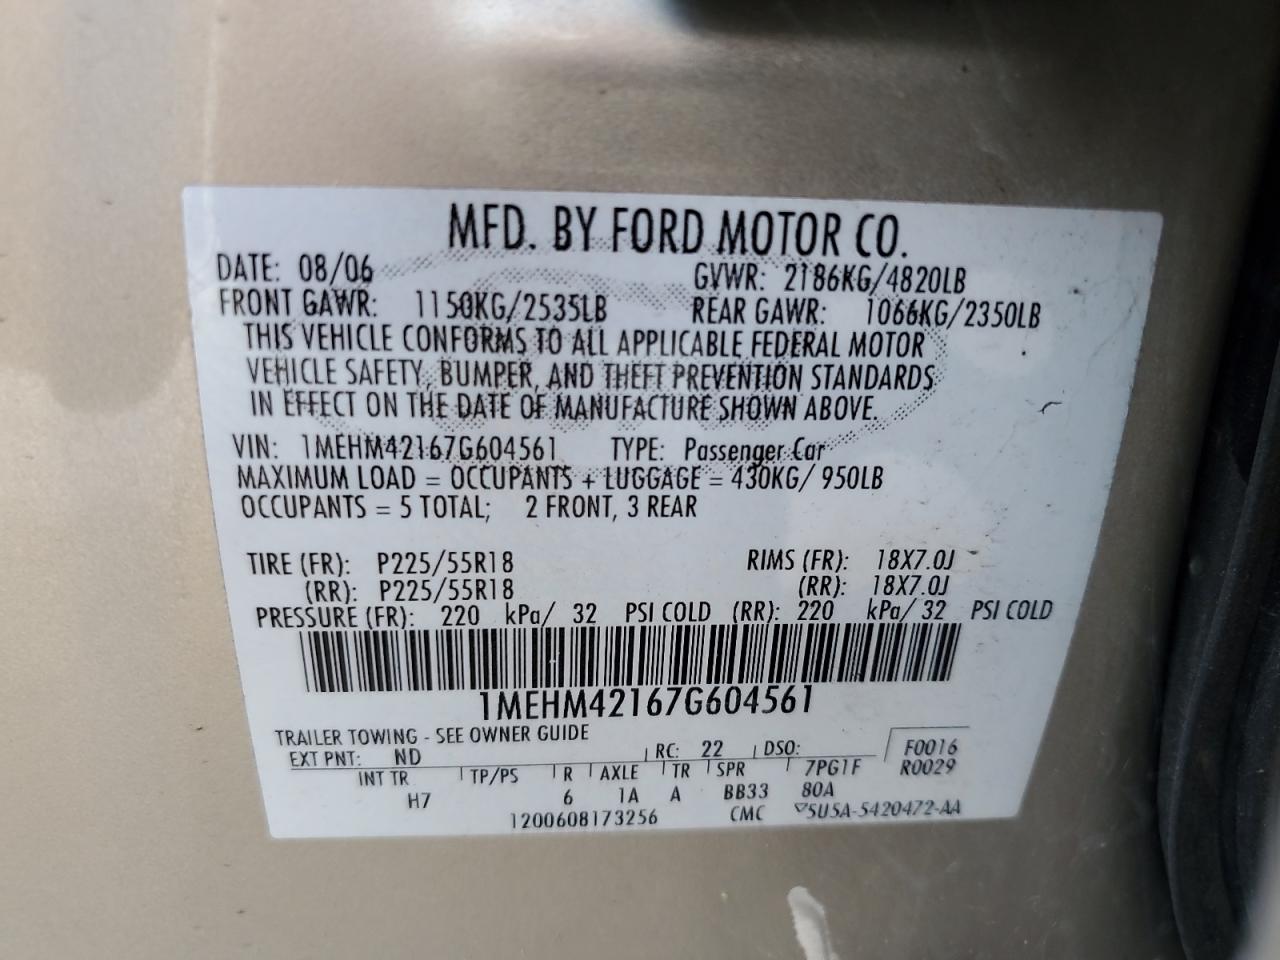 MFD. BY FORD MOTOR CO.
DATE: 08/06 GVWR: 2186KG/4820LB
FRONT GAWR: 1150KG/2535LB REAR GAWR: 1066KG/2350LB
THIS VEHICLE CONFORMS TO ALL APPLICABLE FEDERAL MOTOR
VEHICLE SAFETY, BUMPER, AND THEFT PREVENTION STANDARDS
IN EFFECT ON THE DATE OF MANUFACTURE SHOWN ABOVE.
VIN: 1MEHM42167G604561 TYPE: Passenger Car
MAXIMUM LOAD = OCCUPANTS + LUGGAGE = 430KG/ 950LB
OCCUPANTS = 5 TOTAL; 2 FRONT, 3 REAR
TIRE (FR): P225/55R18 RIMS (FR): 18X7.0J
(RR): P225/55R18 (RR): 18X7.0J
PRESSURE (FR): 220 kPa/ 32 PSI COLD (RR): 220 kPa/ 32 PSI COLD
1MEHM42167G604561
TRAILER TOWING - SEE OWNER GUIDE
EXT PNT: ND RC: 22 DSO: F0016
INT TR TP/PS R AXLE TR SPR 7PG1F R0029
H7 6 1A A BB33 80A
1200608173256 CMC 5U5A-5420472-AA